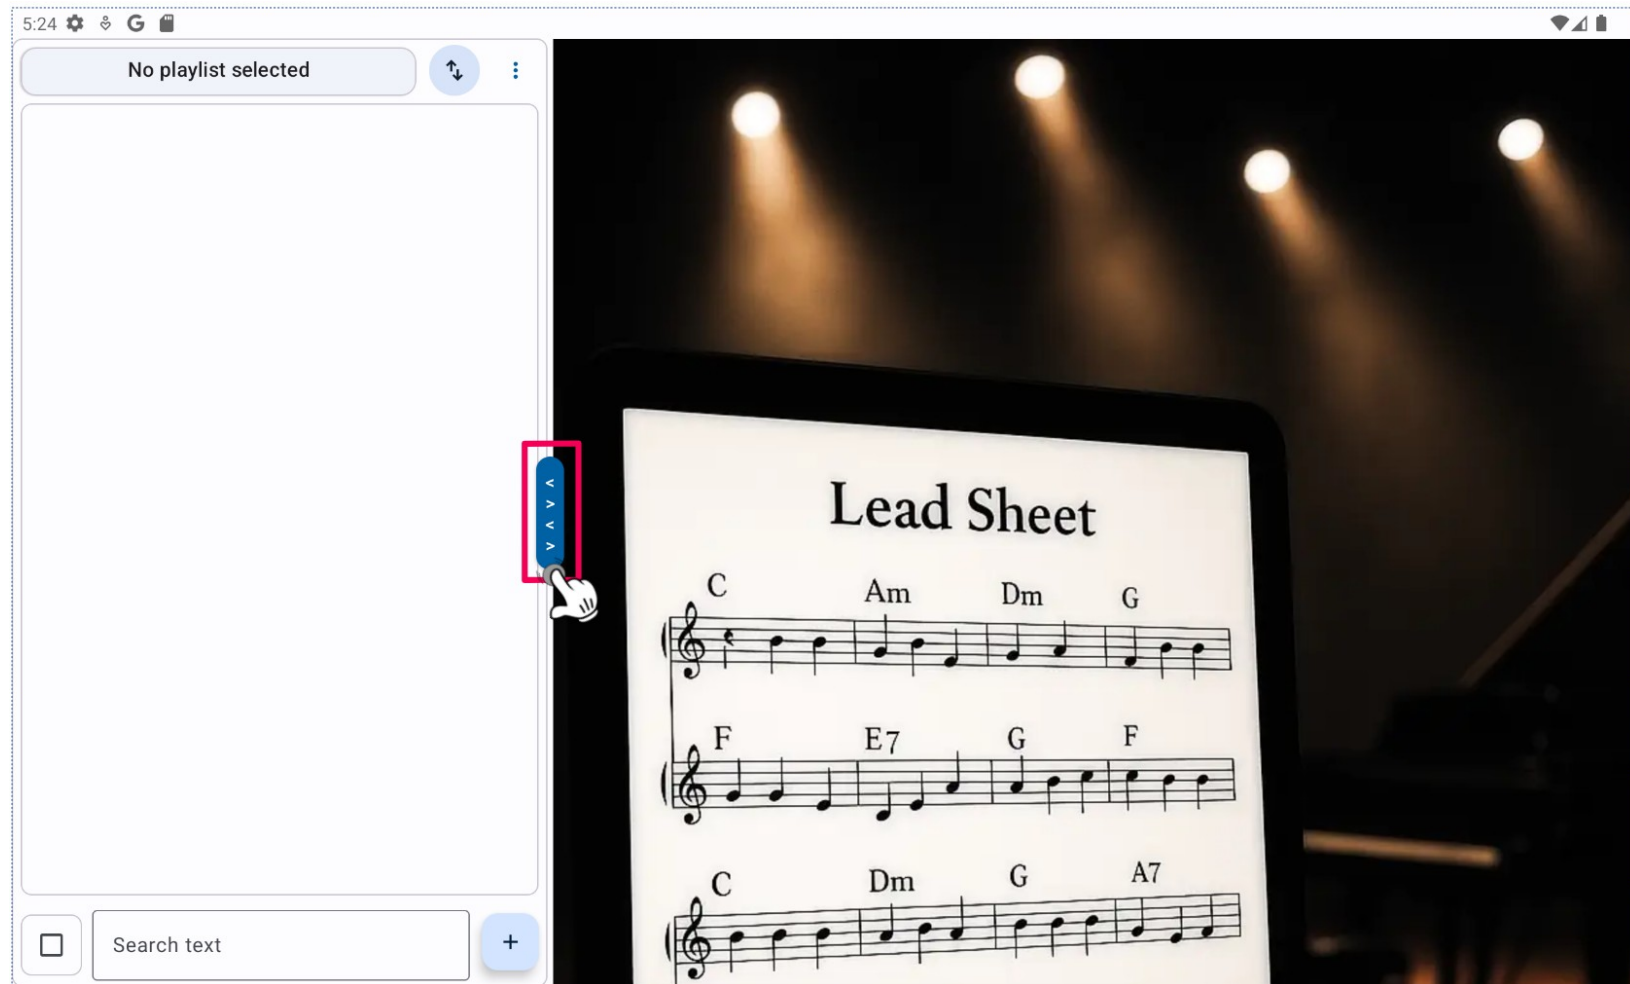 5:24
No playlist selected
<
>
<
>
Search text
+
Lead Sheet
C Am Dm G
F E7 G F
C Dm G A7